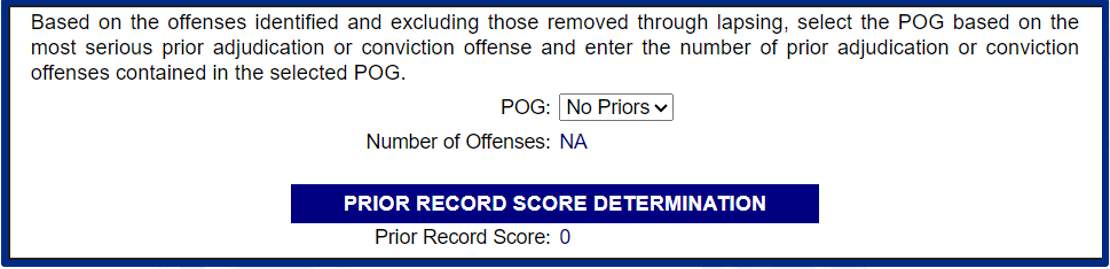 Based on the offenses identified and excluding those removed through lapsing, select the POG based on the
most serious prior adjudication or conviction offense and enter the number of prior adjudication or conviction
offenses contained in the selected POG.
POG: No Priors
Number of Offenses: NA
PRIOR RECORD SCORE DETERMINATION
Prior Record Score: 0